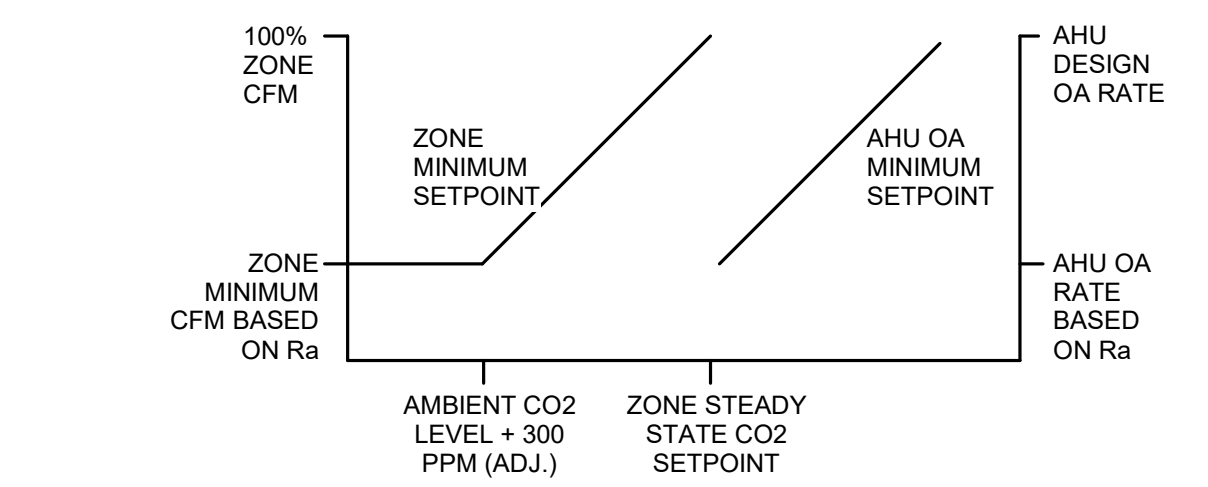 100%
ZONE
CFM
ZONE
MINIMUM
SETPOINT
AHU OA
MINIMUM
SETPOINT
AHU
DESIGN
OA RATE
ZONE
MINIMUM
CFM BASED
ON Ra
AHU OA
RATE
BASED
ON Ra
AMBIENT CO2
LEVEL + 300
PPM (ADJ.)
ZONE STEADY
STATE CO2
SETPOINT